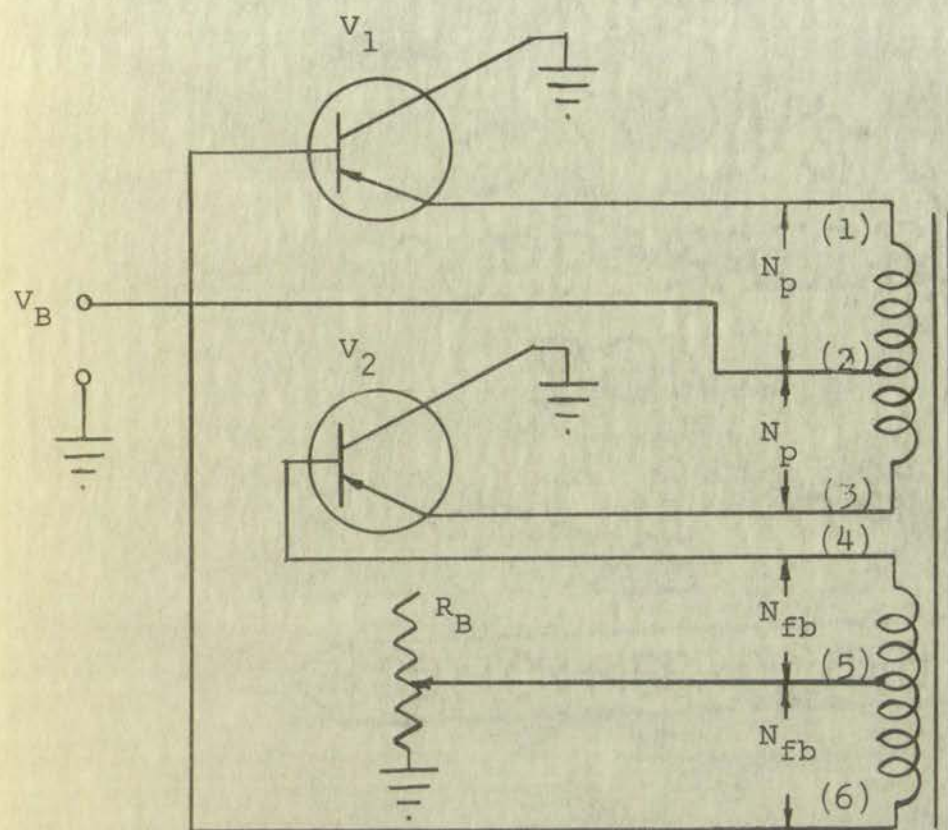 V1
(1)
Np
VB
V2
(2)
Np
(3)
(4)
RB
Nfb
(5)
Nfb
(6)